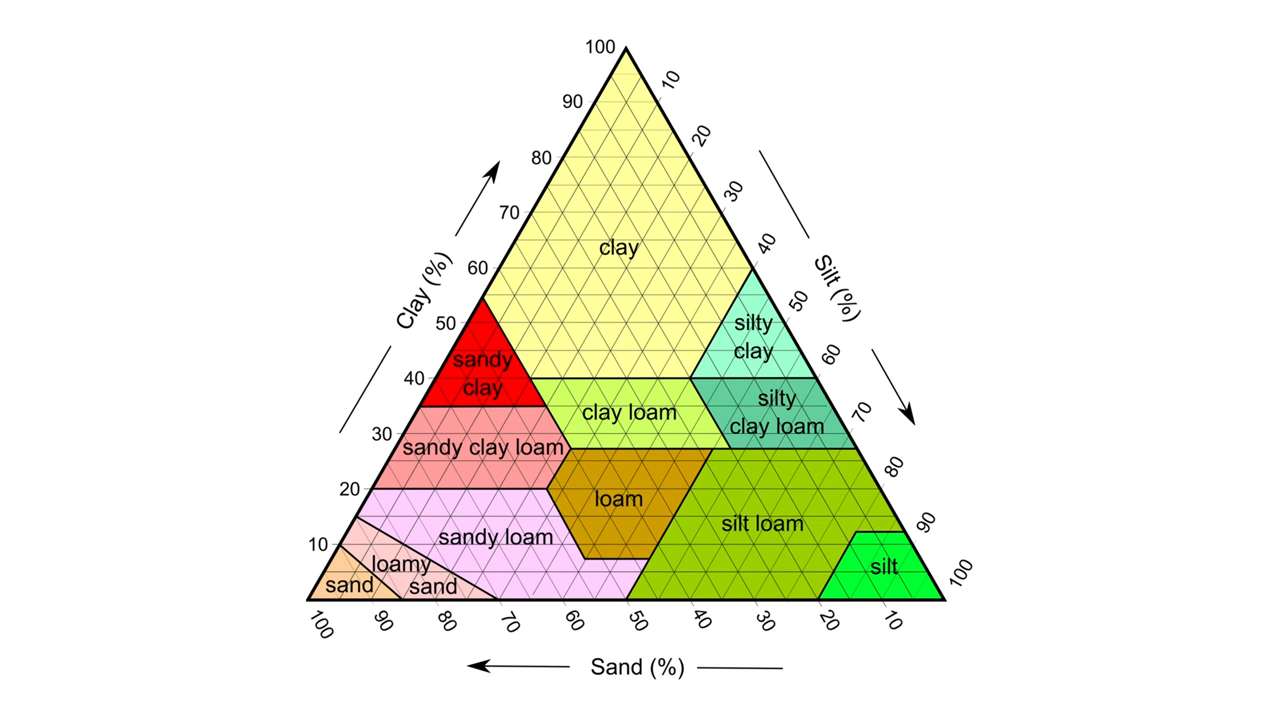 100
90
80
70
60
50
40
30
20
10
Clay (%)
10
20
30
40
50
60
70
80
90
100
Silt (%)
clay
silty
clay
sandy
clay
silty
clay loam
clay loam
sandy clay loam
loam
silt loam
sandy loam
silt
loamy
sand
sand
100
90
80
70
60
50
40
30
20
10
Sand (%)